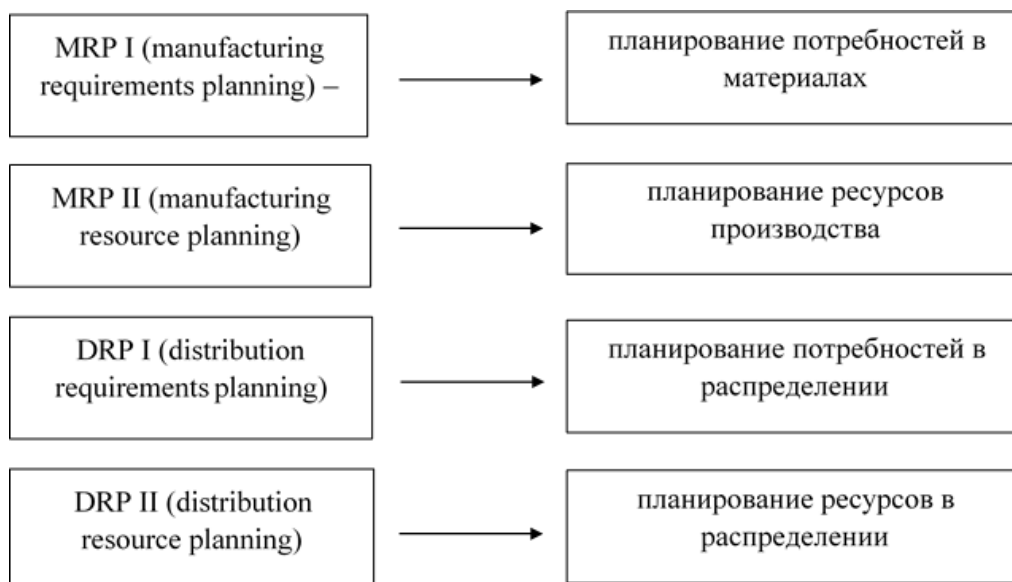 MRP I (manufacturing
requirements planning) –
планирование потребностей в
материалах
MRP II (manufacturing
resource planning)
планирование ресурсов
производства
DRP I (distribution
requirements planning)
планирование потребностей в
распределении
DRP II (distribution
resource planning)
планирование ресурсов в
распределении